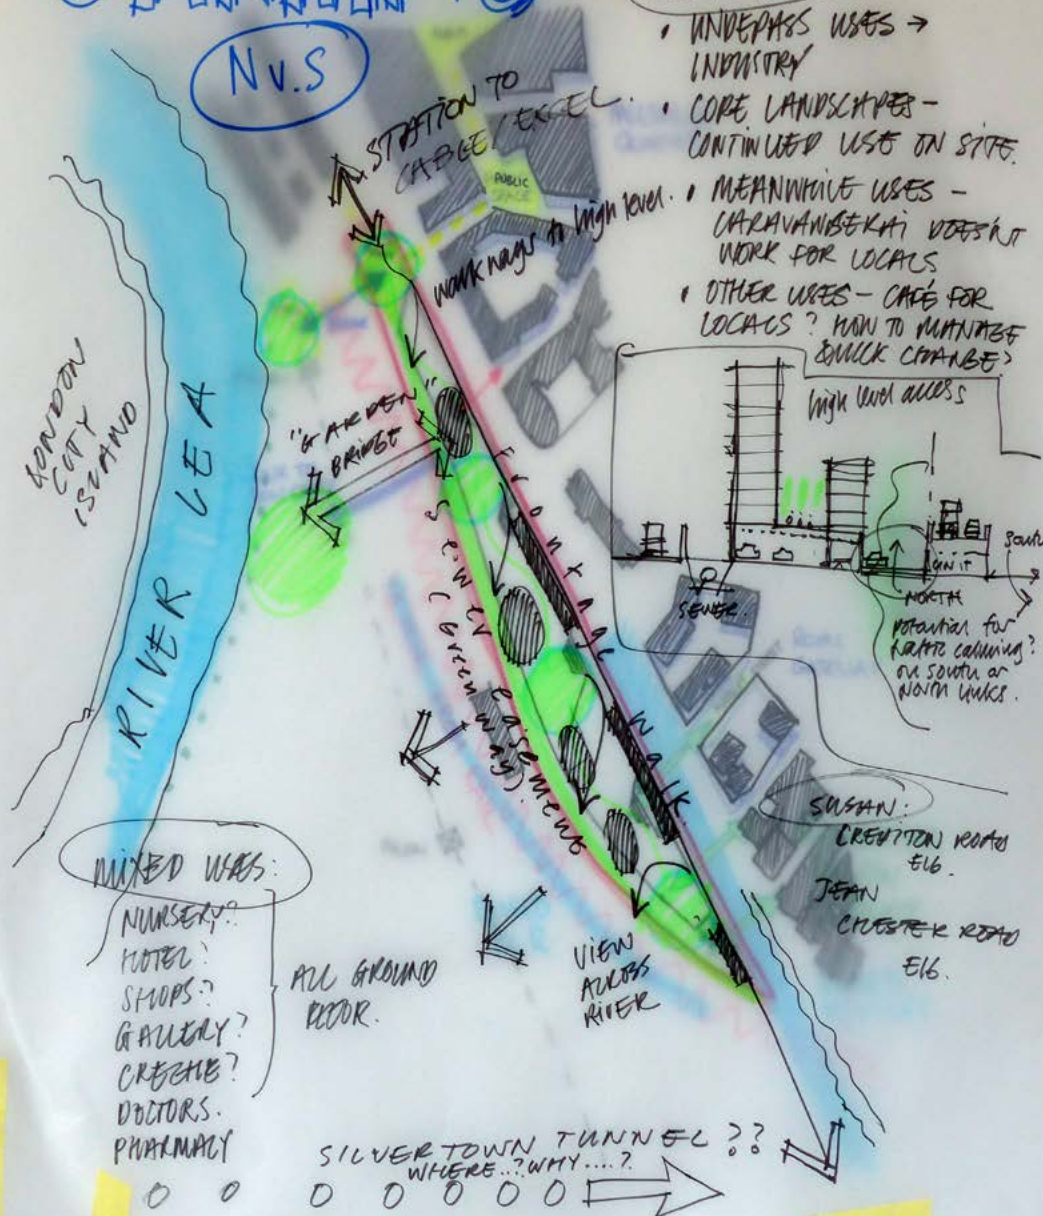 N v. S
• UNDEPASS USES →
INDUSTRY
• CORE LANDSCAPES -
CONTINUED USE ON SITE.
• MEANWHILE USES -
CARAVANSERAI DOESN'T
WORK FOR LOCALS
• OTHER USES - CAFÉ FOR
LOCALS? HOW TO MANAGE
QUICK CHANGE?
STATION TO
CABLE / EXCEL.
PUBLIC
SPACE
walkways to high level.
high level access
LONDON
CITY
ISLAND
RIVER LEA
"GARDEN"
BRIDGE
Frontage walk
Sewer easement
(Green way).
SEWER.
UNIT
South
NORTH
potential for
traffic calming?
on south or
North links.
ROYAL
SUSAN:
CREDITON ROAD
E16.
JEAN
CHESTER ROAD
E16.
MIXED USES:
NURSERY?
HOTEL?
SHOPS?
GALLERY?
CRECHE?
DOCTORS.
PHARMACY
ALL GROUND
FLOOR.
VIEW
ACROSS
RIVER
SILVERTOWN TUNNEL??
WHERE..? WHY....?